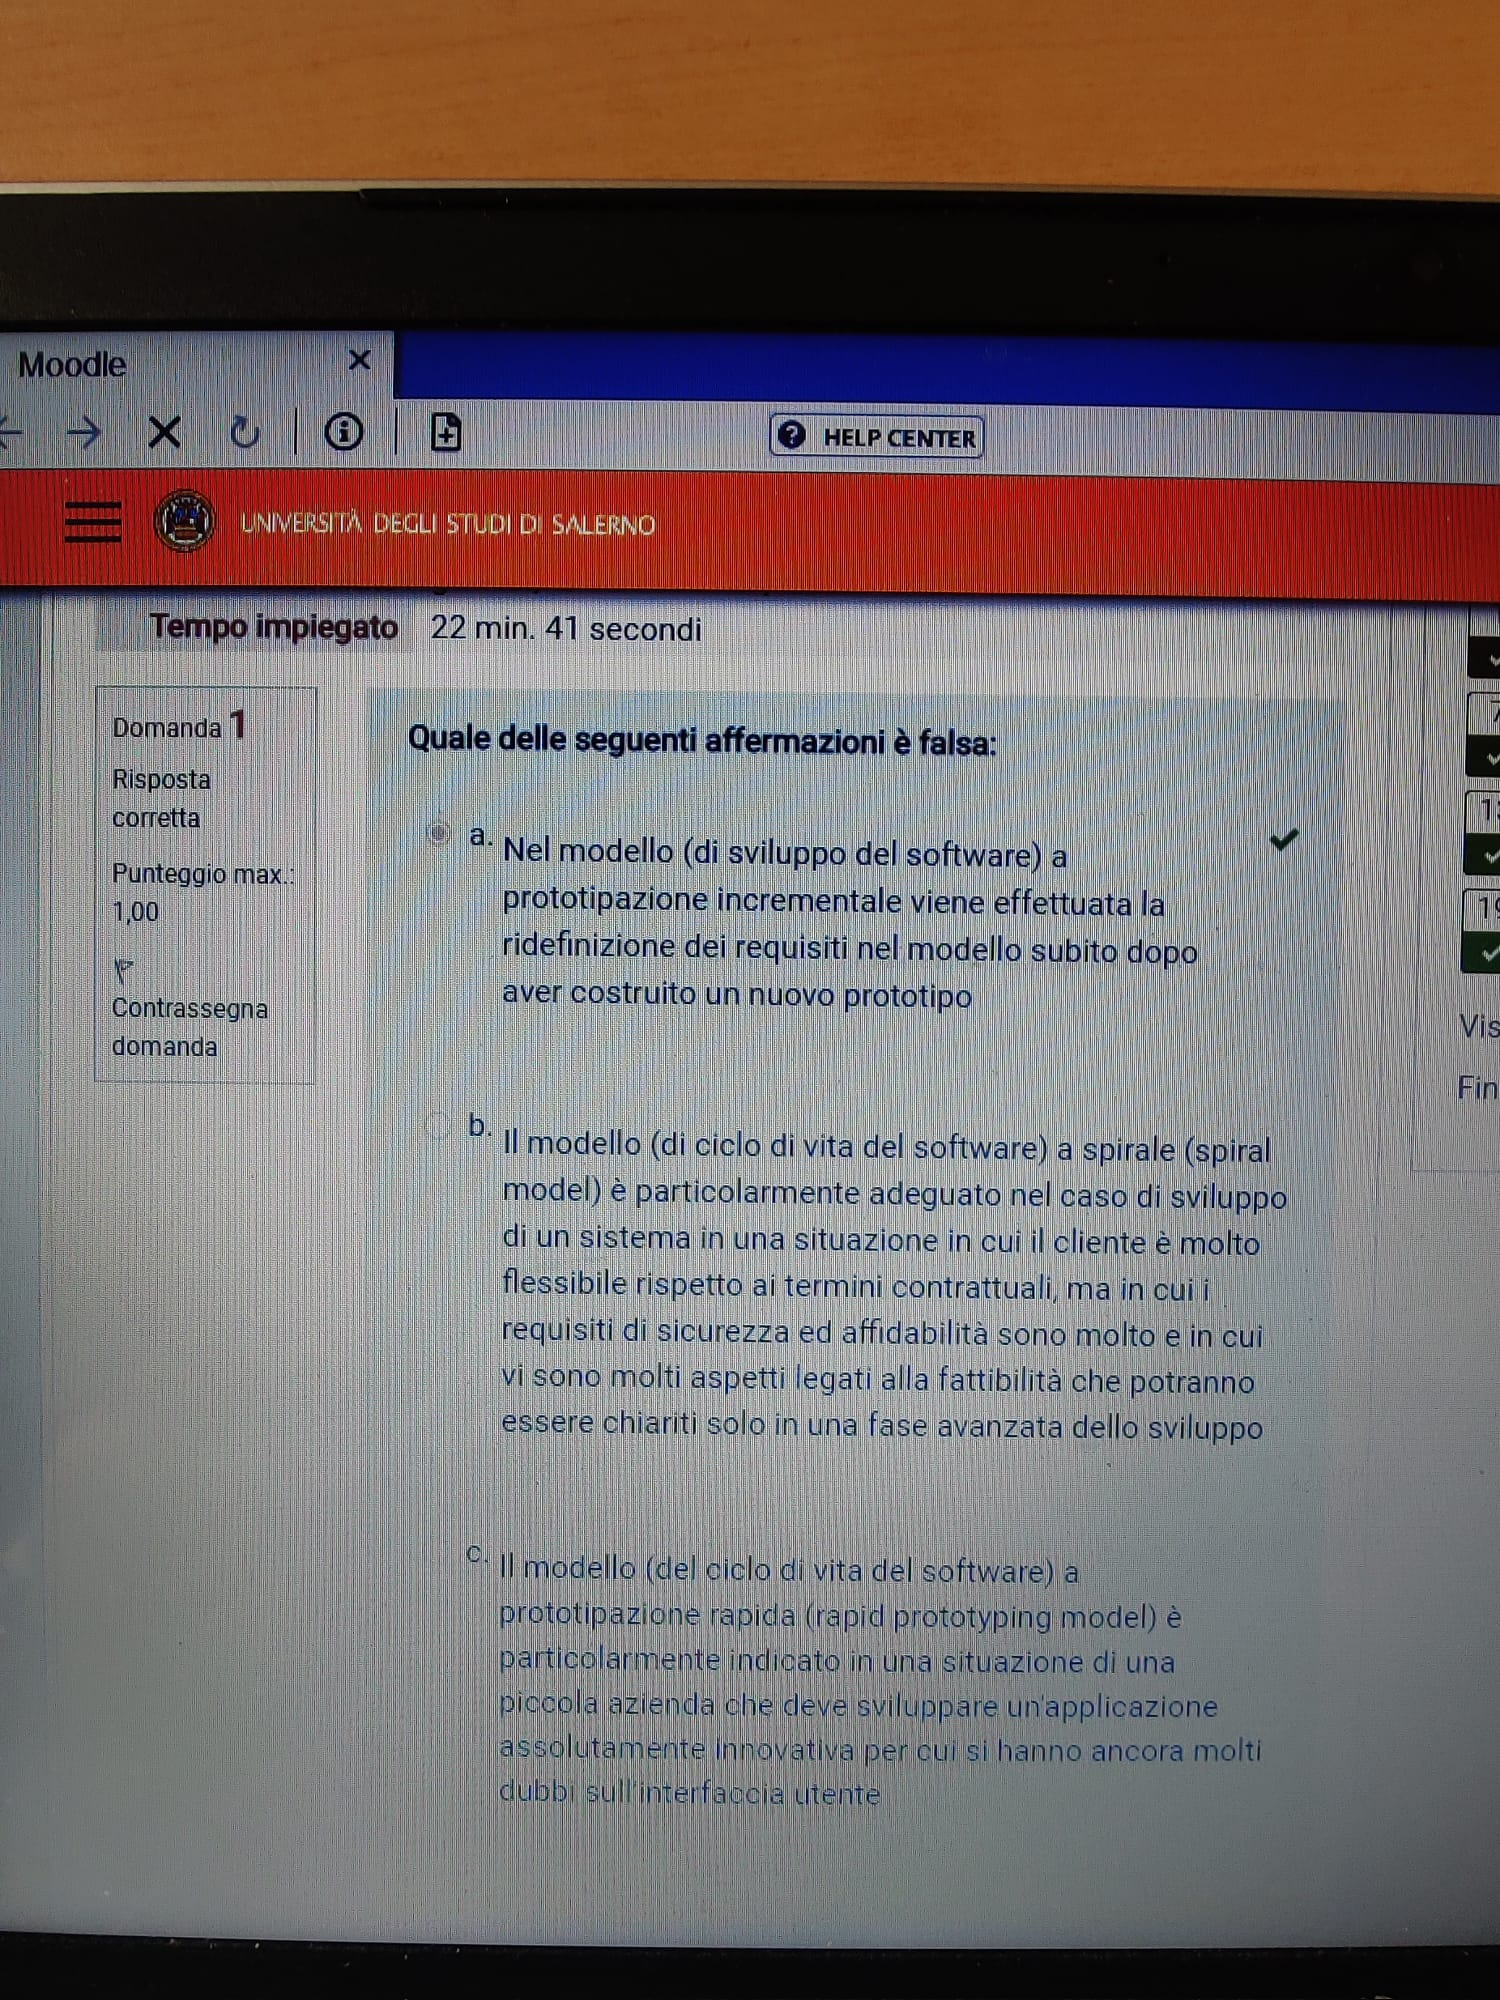 Moodle
HELP CENTER
UNIVERSITÀ DEGLI STUDI DI SALERNO
Tempo impiegato 22 min. 41 secondi
Domanda 1
Risposta
corretta
Punteggio max.:
1,00
Contrassegna
domanda
Quale delle seguenti affermazioni è falsa:
a. Nel modello (di sviluppo del software) a
prototipazione incrementale viene effettuata la
ridefinizione dei requisiti nel modello subito dopo
aver costruito un nuovo prototipo
b. Il modello (di ciclo di vita del software) a spirale (spiral
model) è particolarmente adeguato nel caso di sviluppo
di un sistema in una situazione in cui il cliente è molto
flessibile rispetto ai termini contrattuali, ma in cui i
requisiti di sicurezza ed affidabilità sono molto e in cui
vi sono molti aspetti legati alla fattibilità che potranno
essere chiariti solo in una fase avanzata dello sviluppo
c. Il modello (del ciclo di vita del software) a
prototipazione rapida (rapid prototyping model) è
particolarmente indicato in una situazione di una
piccola azienda che deve sviluppare un'applicazione
assolutamente innovativa per cui si hanno ancora molti
dubbi sull'interfaccia utente
Vis
Fin